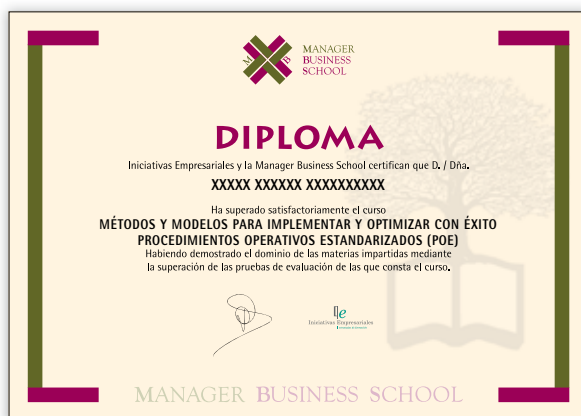 MANAGER
BUSINESS
SCHOOL
M B
DIPLOMA
Iniciativas Empresariales y la Manager Business School certifican que D. / Dña.
XXXXX XXXXXX XXXXXXXXXX
Ha superado satisfactoriamente el curso
MÉTODOS Y MODELOS PARA IMPLEMENTAR Y OPTIMIZAR CON ÉXITO
PROCEDIMIENTOS OPERATIVOS ESTANDARIZADOS (POE)
Habiendo demostrado el dominio de las materias impartidas mediante
la superación de las pruebas de evaluación de las que consta el curso.
Iniciativas Empresariales
MANAGER BUSINESS SCHOOL